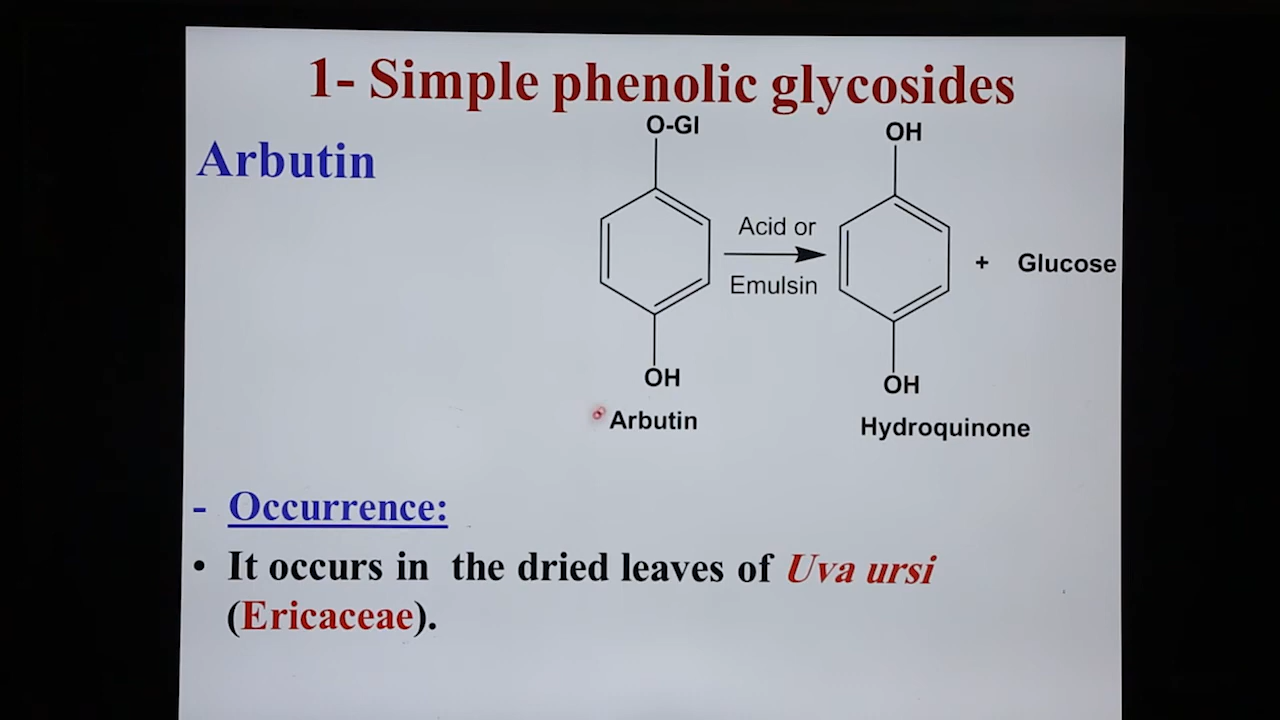 1- Simple phenolic glycosides
Arbutin
O-Gl
OH
Acid or
Emulsin
+ Glucose
OH
OH
Arbutin
Hydroquinone
- Occurrence:
• It occurs in the dried leaves of Uva ursi
(Ericaceae).